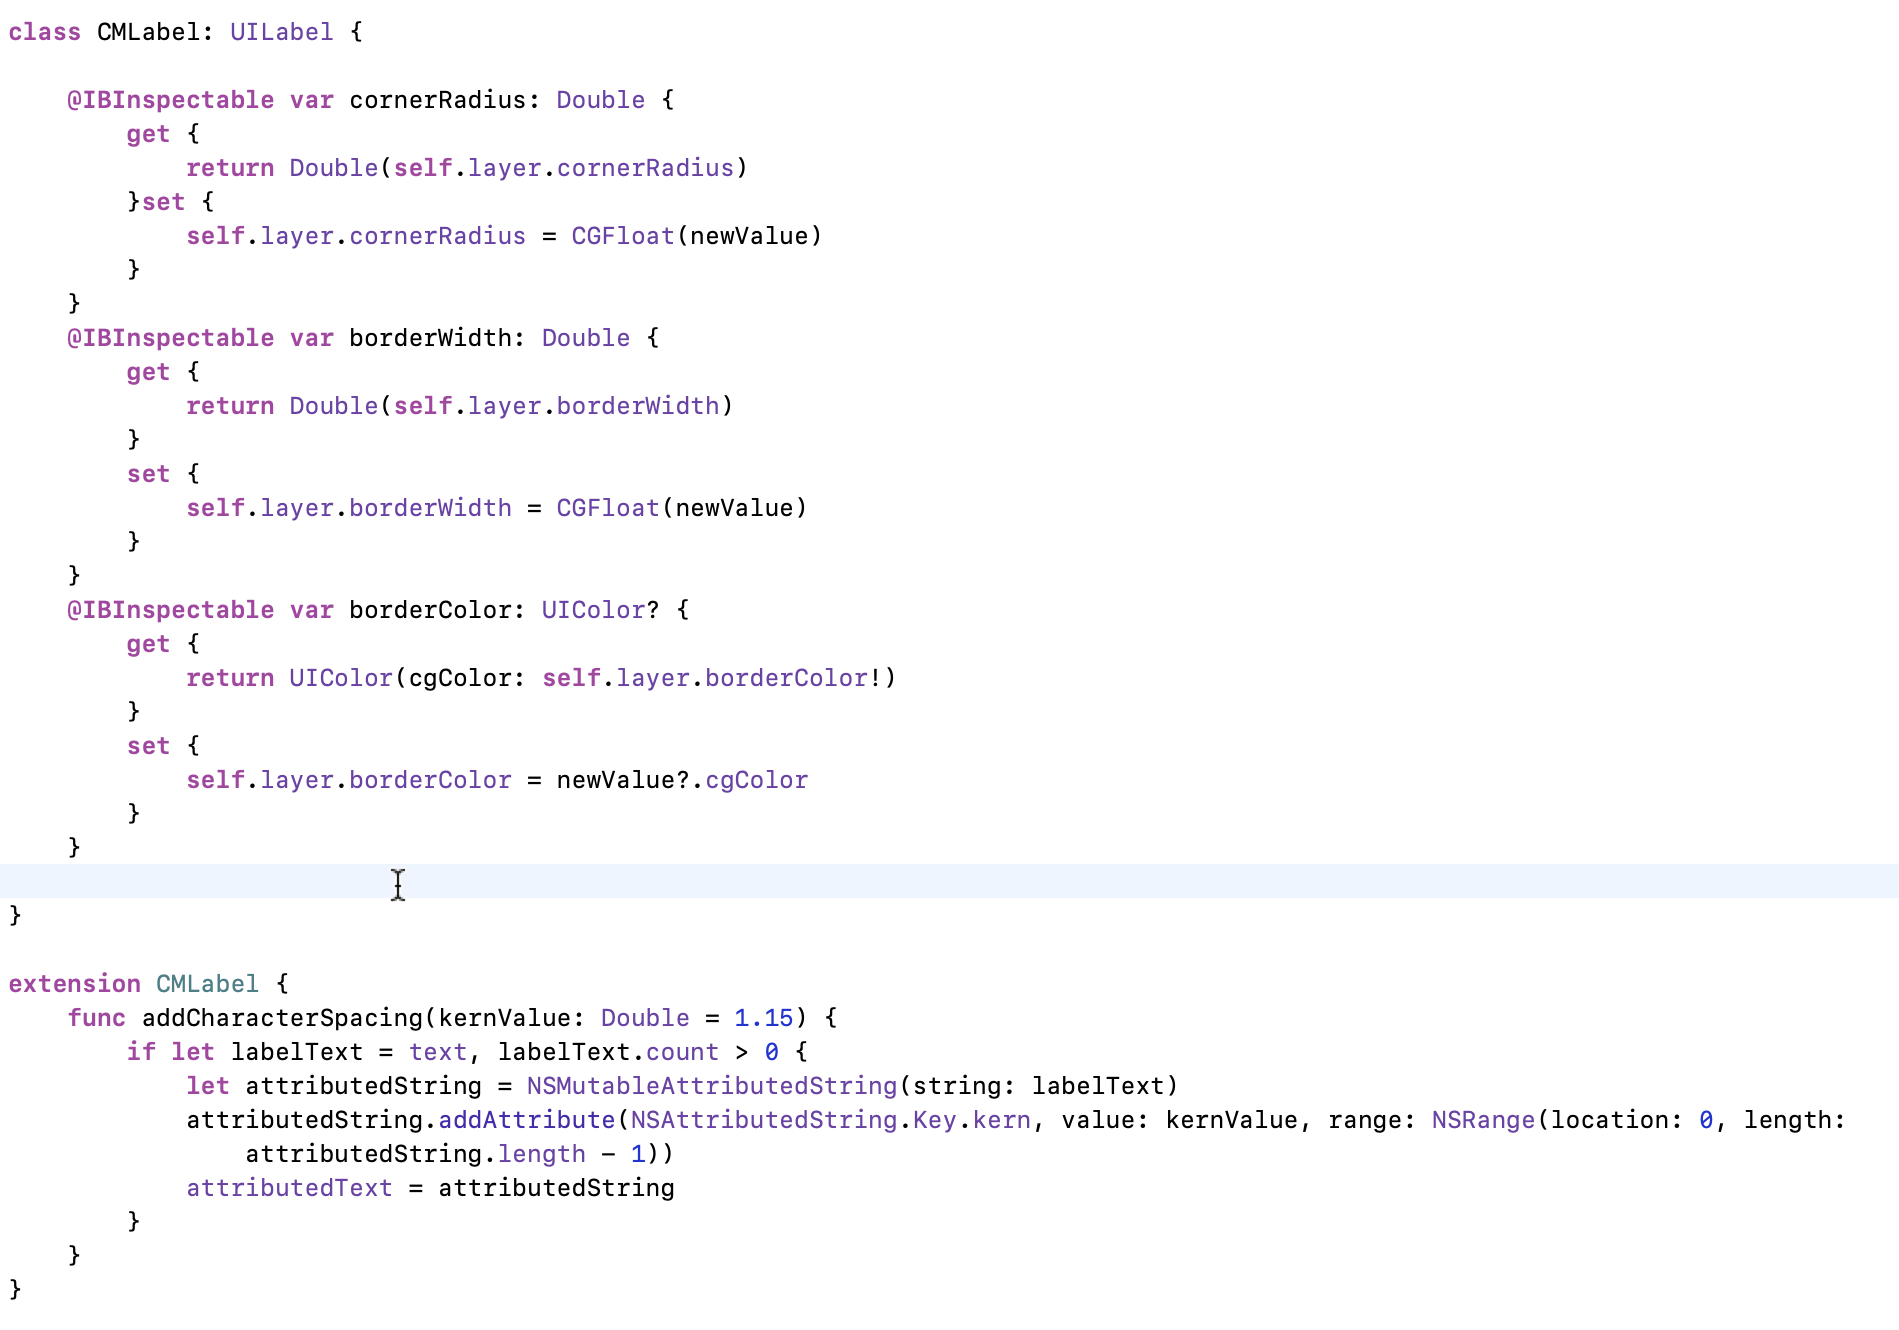 class CMLabel: UILabel {
@IBInspectable var cornerRadius: Double {
get {
return Double(self.layer.cornerRadius)
}set {
self.layer.cornerRadius = CGFloat(newValue)
}
}
@IBInspectable var borderWidth: Double {
get {
return Double(self.layer.borderWidth)
}
set {
self.layer.borderWidth = CGFloat(newValue)
}
}
@IBInspectable var borderColor: UIColor? {
get {
return UIColor(cgColor: self.layer.borderColor!)
}
set {
self.layer.borderColor = newValue?.cgColor
}
}
}
extension CMLabel {
func addCharacterSpacing(kernValue: Double = 1.15) {
if let labelText = text, labelText.count > 0 {
let attributedString = NSMutableAttributedString(string: labelText)
attributedString.addAttribute(NSAttributedString.Key.kern, value: kernValue, range: NSRange(location: 0, length:
attributedString.length - 1))
attributedText = attributedString
}
}
}